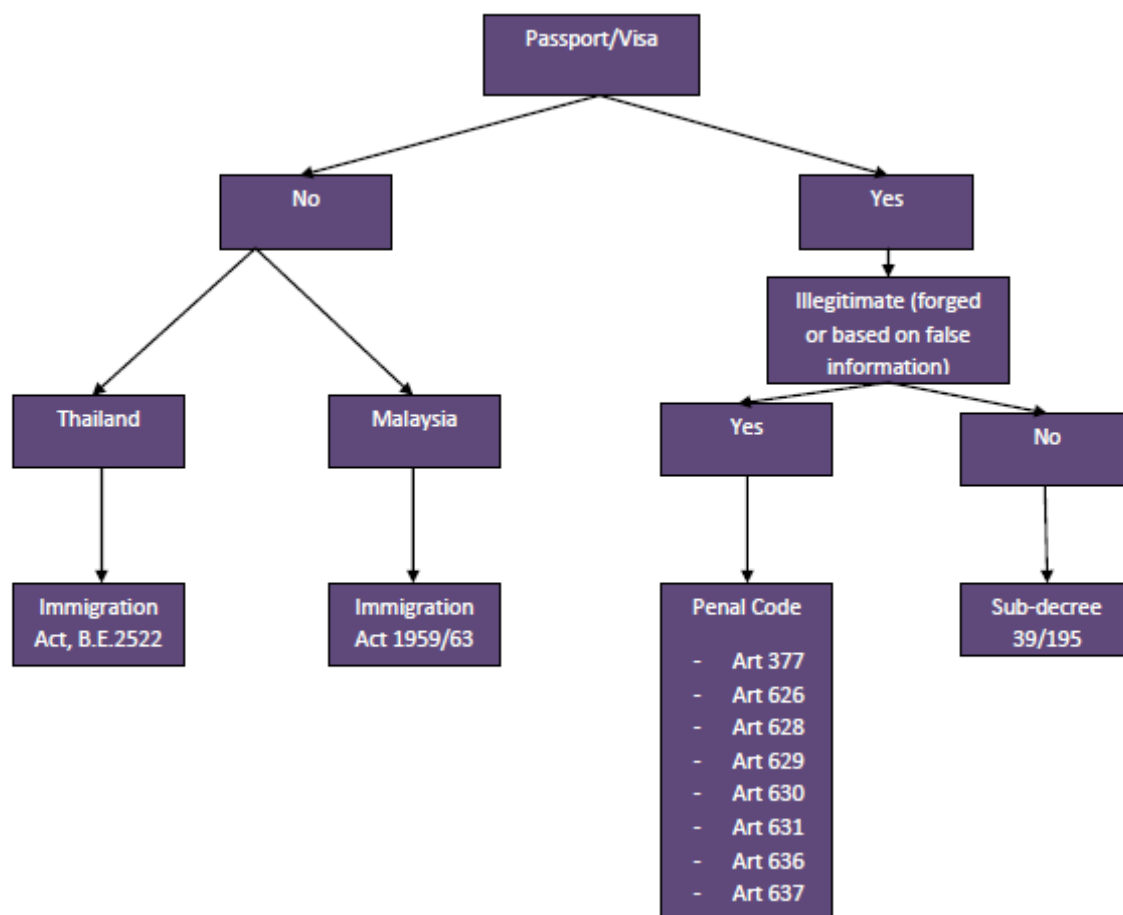 Passport/Visa
No
Yes
Illegitimate (forged
or based on false
information)
Thailand
Malaysia
Yes
No
Immigration
Act, B.E.2522
Immigration
Act 1959/63
Penal Code
- Art 377
- Art 626
- Art 628
- Art 629
- Art 630
- Art 631
- Art 636
- Art 637
Sub-decree
39/195